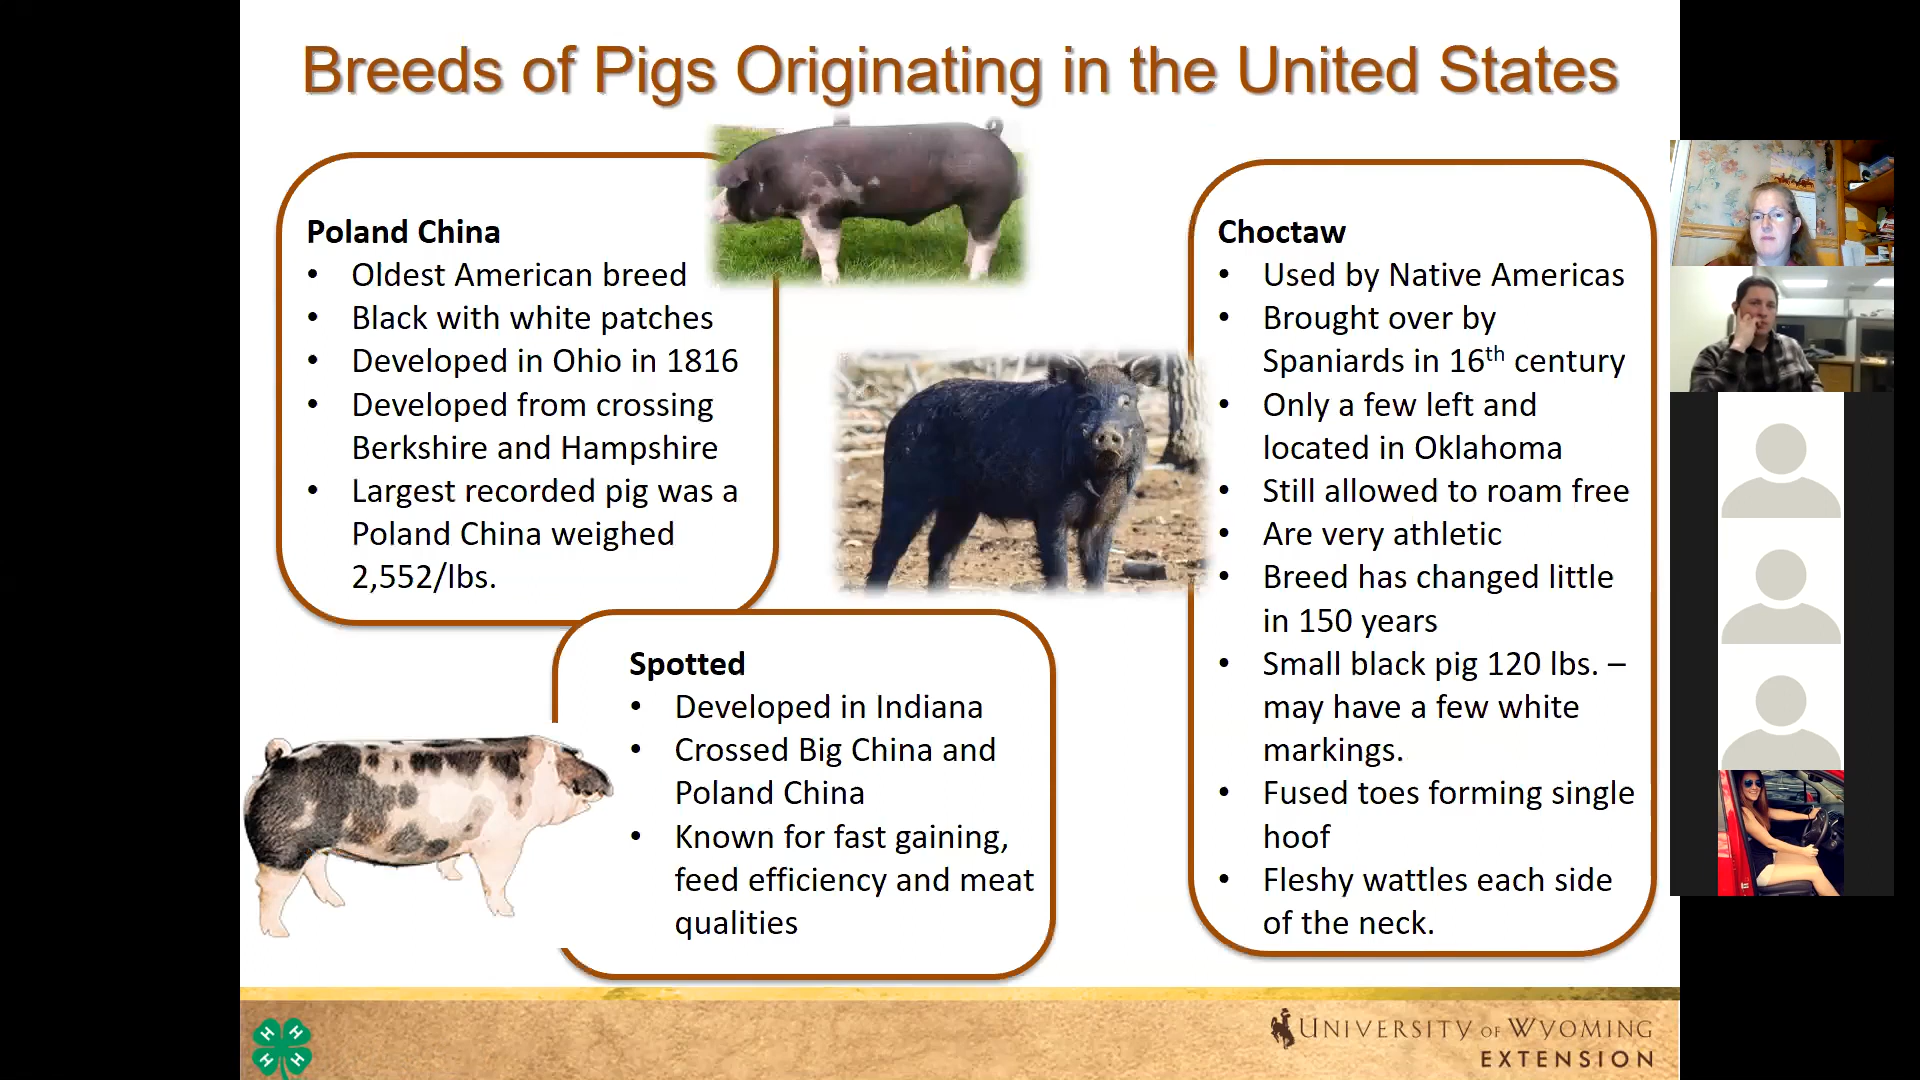 Breeds of Pigs Originating in the United States
Poland China
• Oldest American breed
• Black with white patches
• Developed in Ohio in 1816
• Developed from crossing
Berkshire and Hampshire
• Largest recorded pig was a
Poland China weighed
2,552/lbs.
Spotted
• Developed in Indiana
• Crossed Big China and
Poland China
• Known for fast gaining,
feed efficiency and meat
qualities
Choctaw
• Used by Native Americas
• Brought over by
Spaniards in 16th century
• Only a few left and
located in Oklahoma
• Still allowed to roam free
• Are very athletic
• Breed has changed little
in 150 years
• Small black pig 120 lbs. –
may have a few white
markings.
• Fused toes forming single
hoof
• Fleshy wattles each side
of the neck.
H H
H H
UNIVERSITY OF WYOMING
EXTENSION